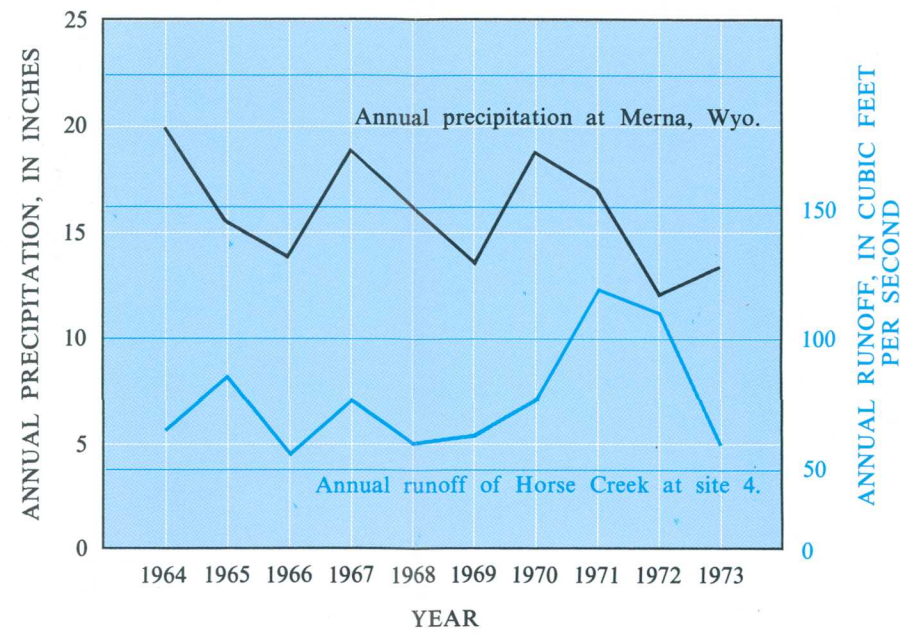 25
20
15
10
5
0
ANNUAL PRECIPITATION, IN INCHES
Annual precipitation at Merna, Wyo.
Annual runoff of Horse Creek at site 4.
150
100
50
0
ANNUAL RUNOFF, IN CUBIC FEET
PER SECOND
1964 1965 1966 1967 1968 1969 1970 1971 1972 1973
YEAR